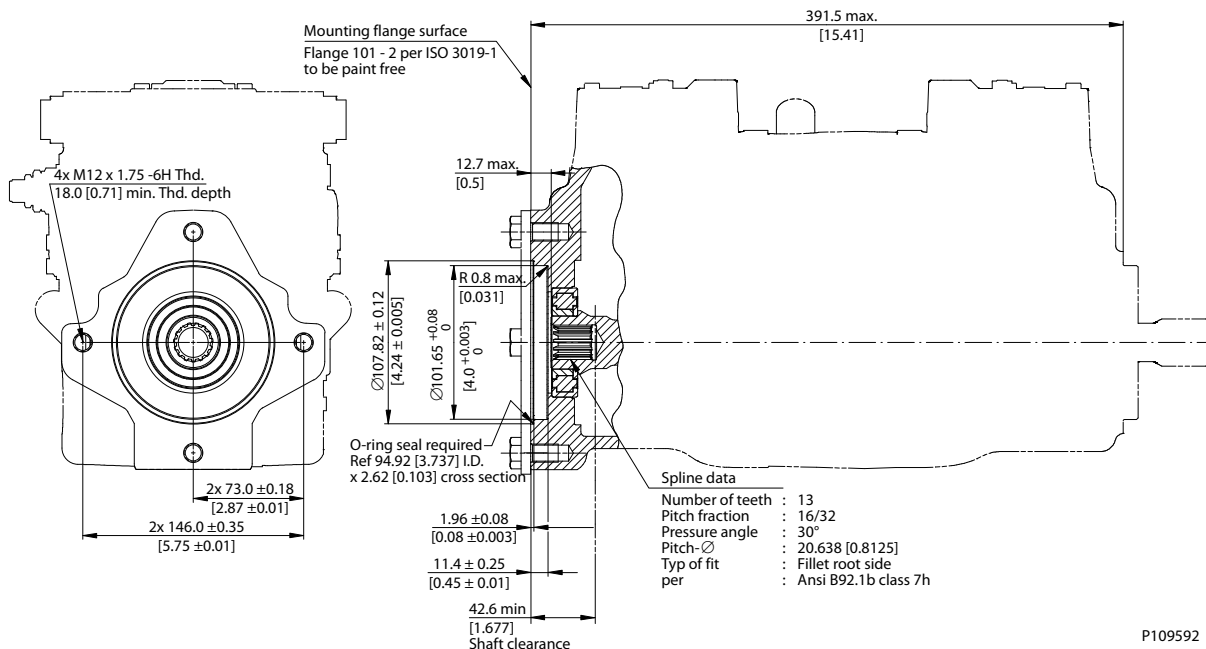 391.5 max.
[15.41]
Mounting flange surface
Flange 101 - 2 per ISO 3019-1
to be paint free
12.7 max.
[0.5]
4x M12 x 1.75 -6H Thd.
18.0 [0.71] min. Thd. depth
R 0.8 max.
[0.031]
Ø107.82 ± 0.12
[4.24 ± 0.005]
Ø101.65 +0.08 0
[4.0 +0.003 0]
O-ring seal required
Ref 94.92 [3.737] I.D.
x 2.62 [0.103] cross section
2x 73.0 ±0.18
[2.87 ±0.01]
2x 146.0 ±0.35
[5.75 ±0.01]
1.96 ±0.08
[0.08 ±0.003]
11.4 ± 0.25
[0.45 ± 0.01]
42.6 min
[1.677]
Shaft clearance
Spline data
Number of teeth : 13
Pitch fraction : 16/32
Pressure angle : 30°
Pitch-Ø : 20.638 [0.8125]
Typ of fit : Fillet root side
per : Ansi B92.1b class 7h
P109592